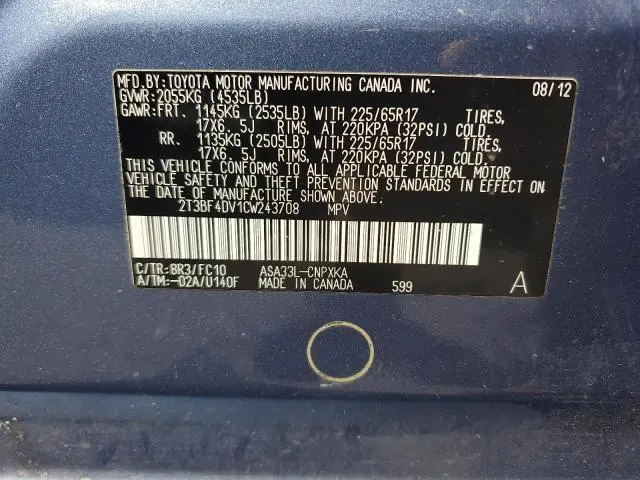 MFD.BY:TOYOTA MOTOR MANUFACTURING CANADA INC. 08/12
GVWR:2055KG (4535LB)
GAWR:FRT. 1145KG (2535LB) WITH 225/65R17 TIRES,
17X6.5J RIMS, AT 220KPA (32PSI) COLD.
RR. 1135KG (2505LB) WITH 225/65R17 TIRES,
17X6.5J RIMS, AT 220KPA (32PSI) COLD.
THIS VEHICLE CONFORMS TO ALL APPLICABLE FEDERAL MOTOR
VEHICLE SAFETY AND THEFT PREVENTION STANDARDS IN EFFECT ON
THE DATE OF MANUFACTURE SHOWN ABOVE.
2T3BF4DV1CW243708 MPV
C/TR:8R3/FC10 ASA33L-CNPXKA
A/TM:-02A/U140F MADE IN CANADA 599 A